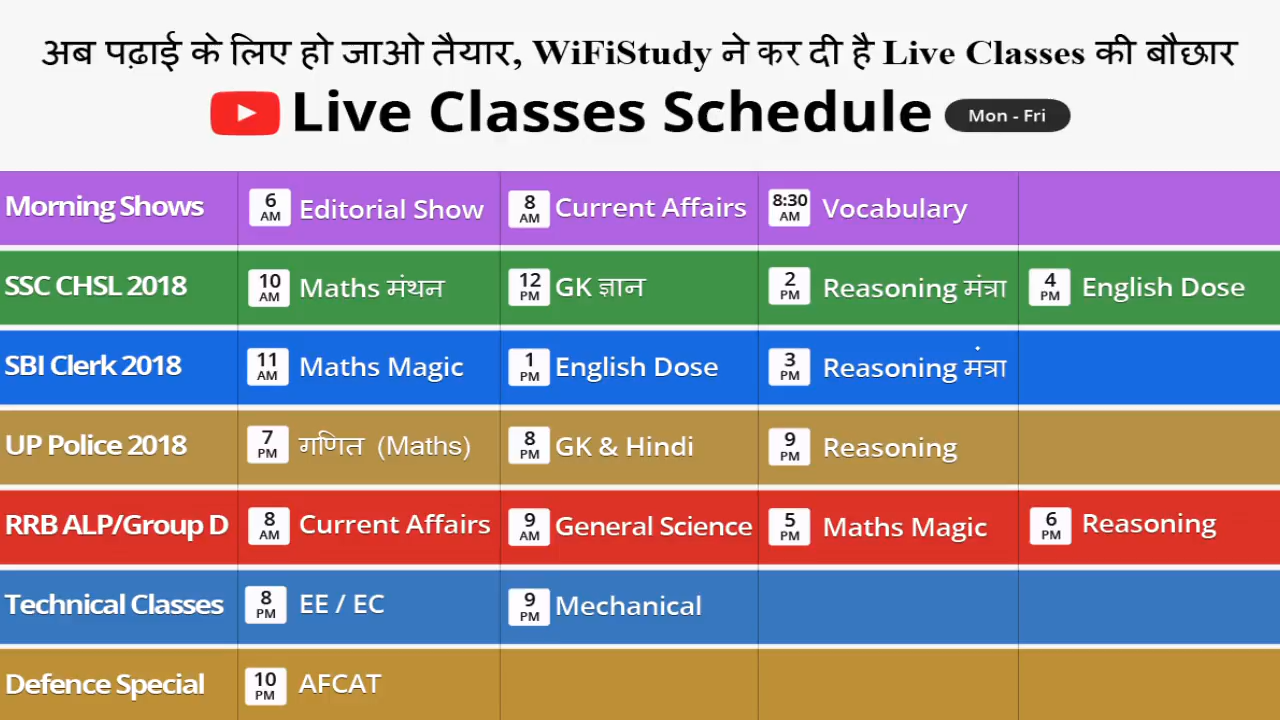 अब पढ़ाई के लिए हो जाओ तैयार, WiFiStudy ने कर दी है Live Classes की बौछार
Live Classes Schedule Mon - Fri
Morning Shows 6 AM Editorial Show 8 AM Current Affairs 8:30 AM Vocabulary
SSC CHSL 2018 10 AM Maths मंथन 12 PM GK ज्ञान 2 PM Reasoning मंत्रा 4 PM English Dose
SBI Clerk 2018 11 AM Maths Magic 1 PM English Dose 3 PM Reasoning मंत्रा
UP Police 2018 7 PM गणित (Maths) 8 PM GK & Hindi 9 PM Reasoning
RRB ALP/Group D 8 AM Current Affairs 9 AM General Science 5 PM Maths Magic 6 PM Reasoning
Technical Classes 8 PM EE / EC 9 PM Mechanical
Defence Special 10 PM AFCAT